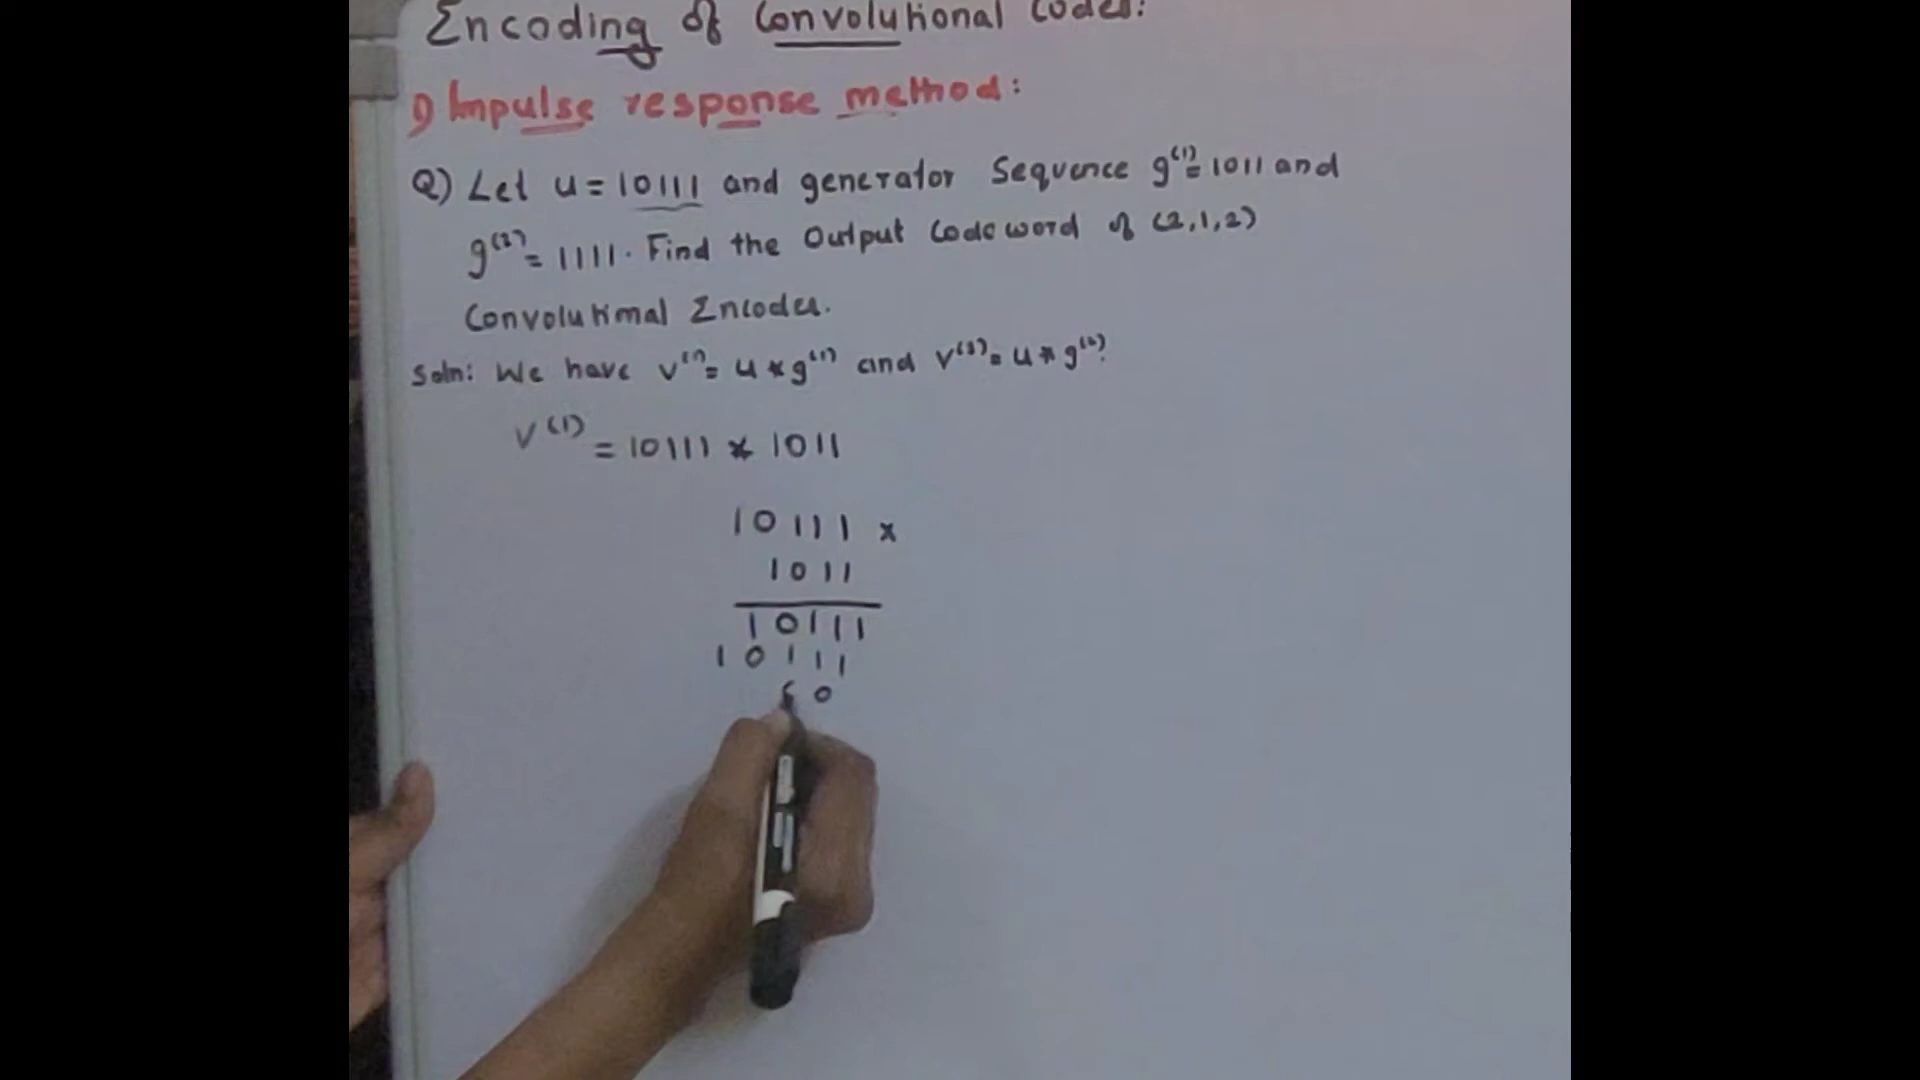 Encoding of Convolutional Codes:
1) Impulse response method:
Q) Let u = 10111 and generator Sequence g(1) = 1011 and
g(2) = 1111. Find the Output Codeword of (2,1,2)
Convolutional Encoder.
Soln: We have v(1) = u * g(1) and v(2) = u * g(2).
V(1) = 10111 * 1011
10111 x
1011
10111
10111
0